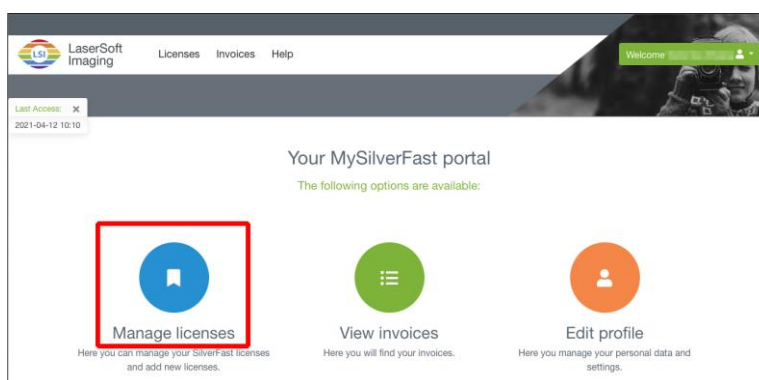 LSI
LaserSoft
Imaging
Licenses
Invoices
Help
Welcome
Last Access:
2021-04-12 10:10
Your MySilverFast portal
The following options are available:
Manage licenses
Here you can manage your SilverFast licenses
and add new licenses.
View invoices
Here you will find your invoices.
Edit profile
Here you manage your personal data and
settings.